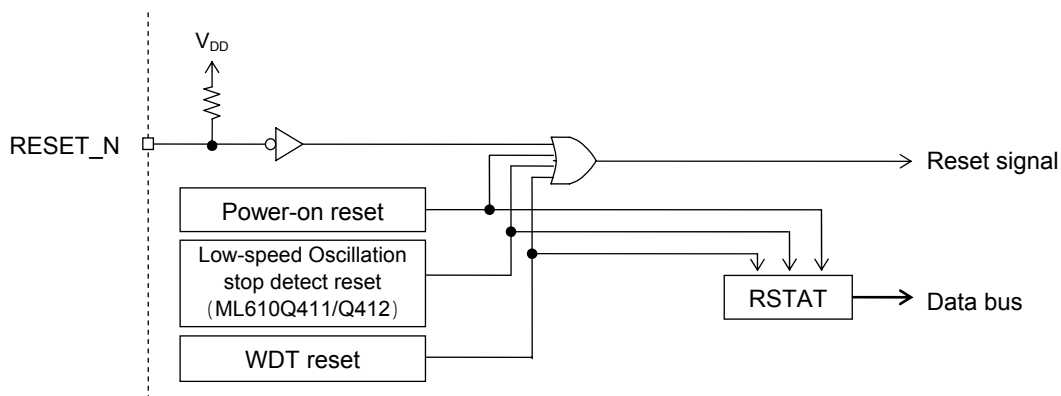 V_DD
RESET_N
Reset signal
Power-on reset
Low-speed Oscillation
stop detect reset
(ML610Q411/Q412)
RSTAT
Data bus
WDT reset